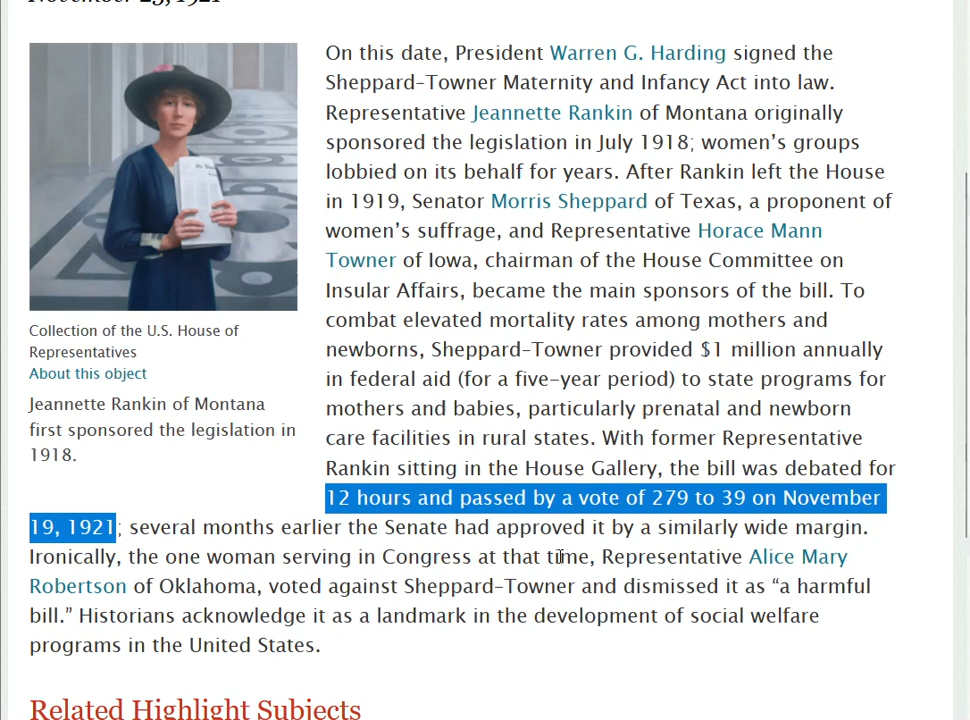 November 23, 1921
On this date, President Warren G. Harding signed the
Sheppard–Towner Maternity and Infancy Act into law.
Representative Jeannette Rankin of Montana originally
sponsored the legislation in July 1918; women’s groups
lobbied on its behalf for years. After Rankin left the House
in 1919, Senator Morris Sheppard of Texas, a proponent of
women’s suffrage, and Representative Horace Mann
Towner of Iowa, chairman of the House Committee on
Insular Affairs, became the main sponsors of the bill. To
combat elevated mortality rates among mothers and
newborns, Sheppard–Towner provided $1 million annually
in federal aid (for a five–year period) to state programs for
mothers and babies, particularly prenatal and newborn
care facilities in rural states. With former Representative
Rankin sitting in the House Gallery, the bill was debated for
12 hours and passed by a vote of 279 to 39 on November
19, 1921; several months earlier the Senate had approved it by a similarly wide margin.
Ironically, the one woman serving in Congress at that time, Representative Alice Mary
Robertson of Oklahoma, voted against Sheppard–Towner and dismissed it as “a harmful
bill.” Historians acknowledge it as a landmark in the development of social welfare
programs in the United States.
Collection of the U.S. House of
Representatives
About this object
Jeannette Rankin of Montana
first sponsored the legislation in
1918.
Related Highlight Subjects